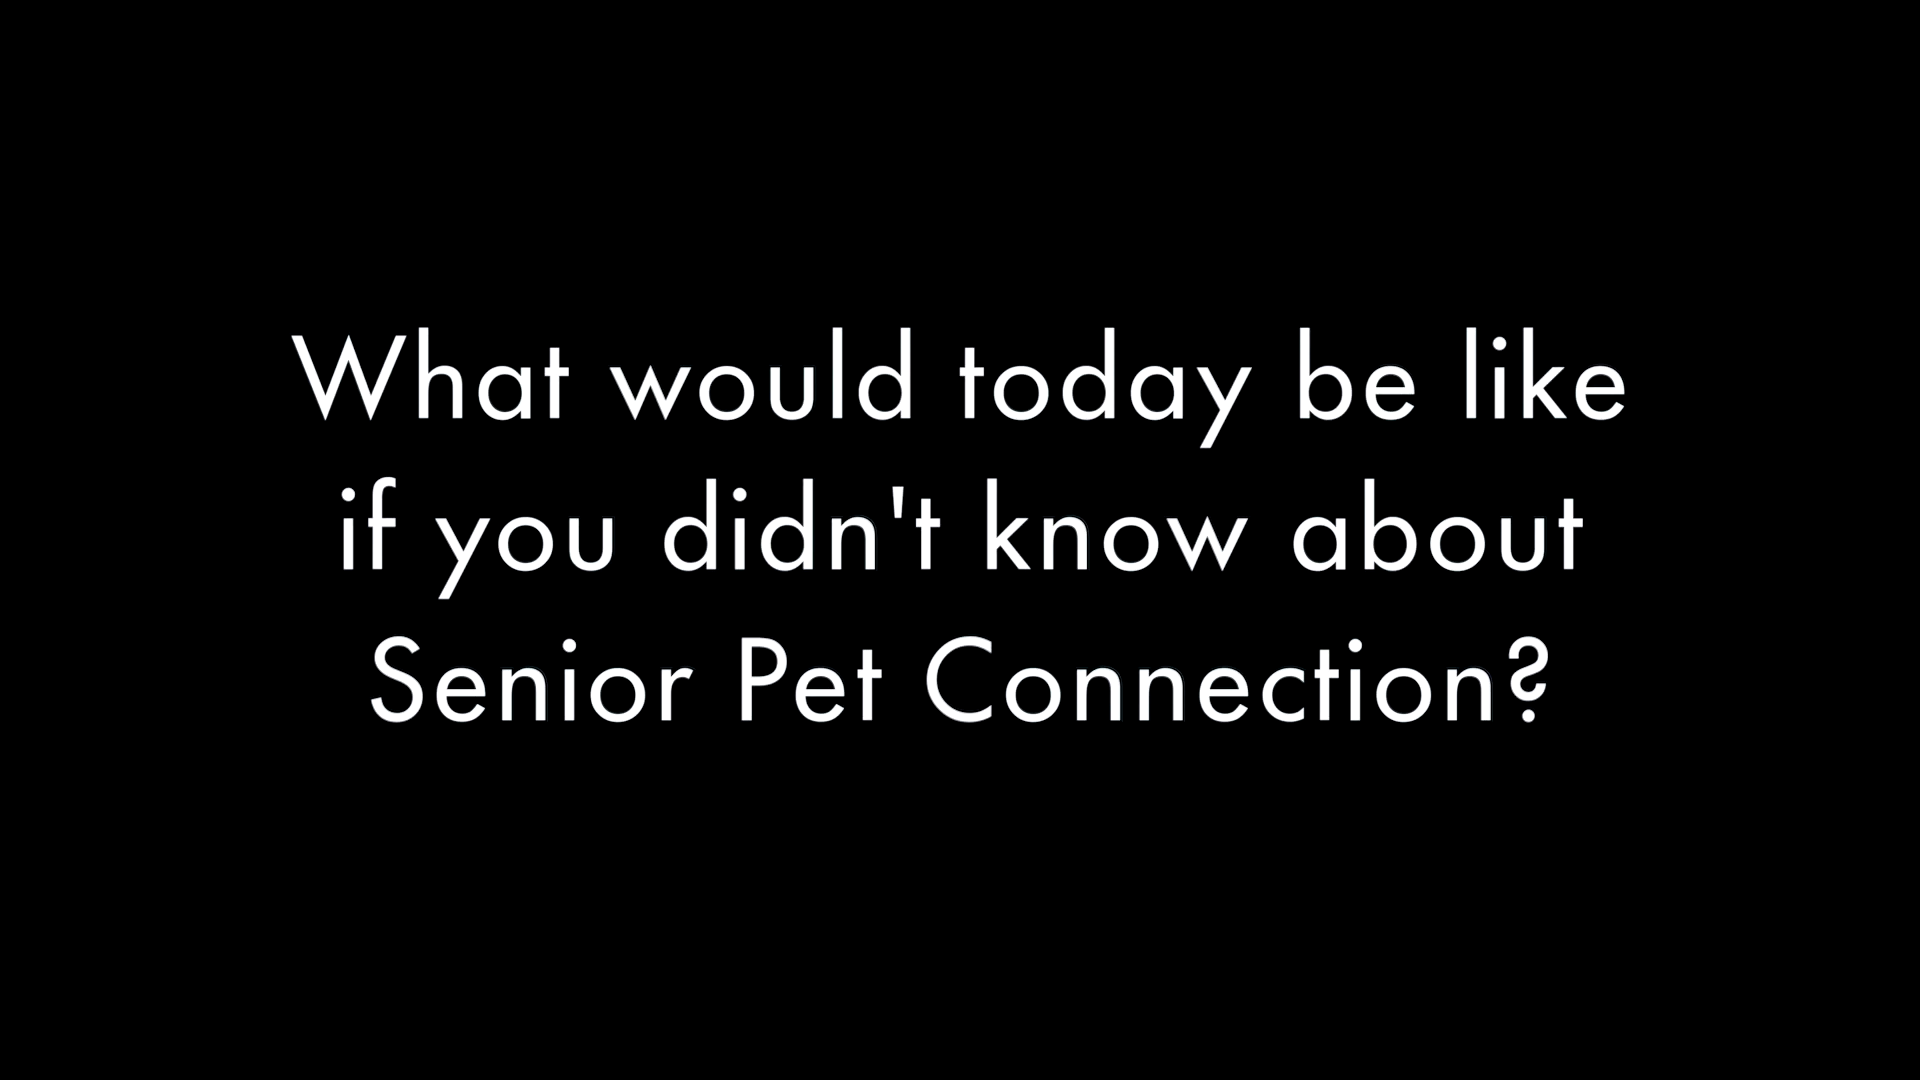 What would today be like
if you didn't know about
Senior Pet Connection?